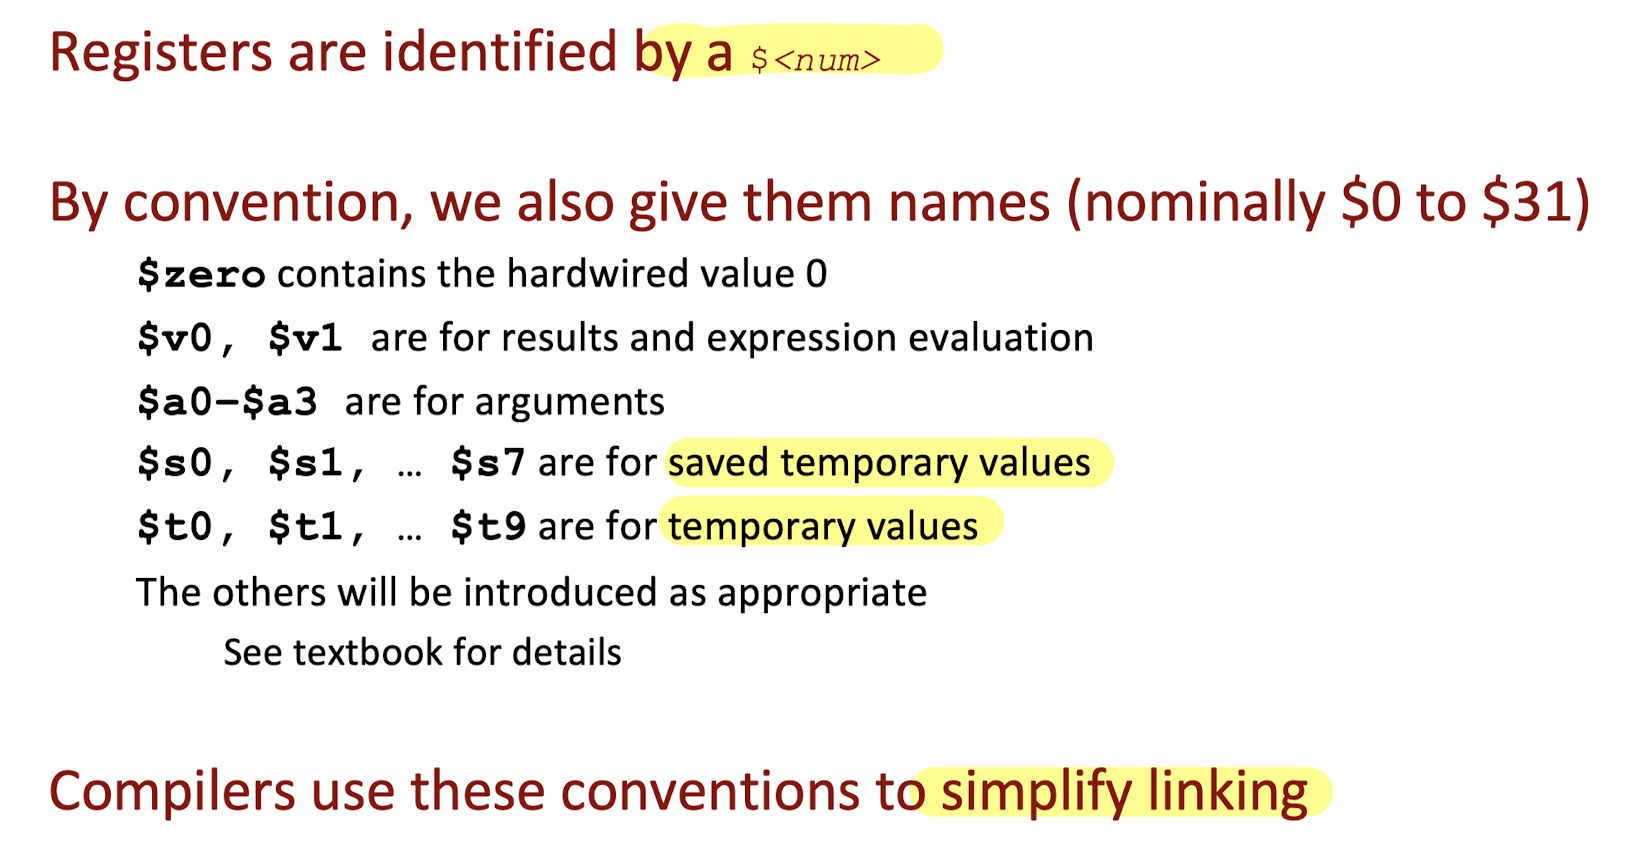 Registers are identified by a $<num>
By convention, we also give them names (nominally $0 to $31)
$zero contains the hardwired value 0
$v0, $v1 are for results and expression evaluation
$a0–$a3 are for arguments
$s0, $s1, … $s7 are for saved temporary values
$t0, $t1, … $t9 are for temporary values
The others will be introduced as appropriate
See textbook for details
Compilers use these conventions to simplify linking